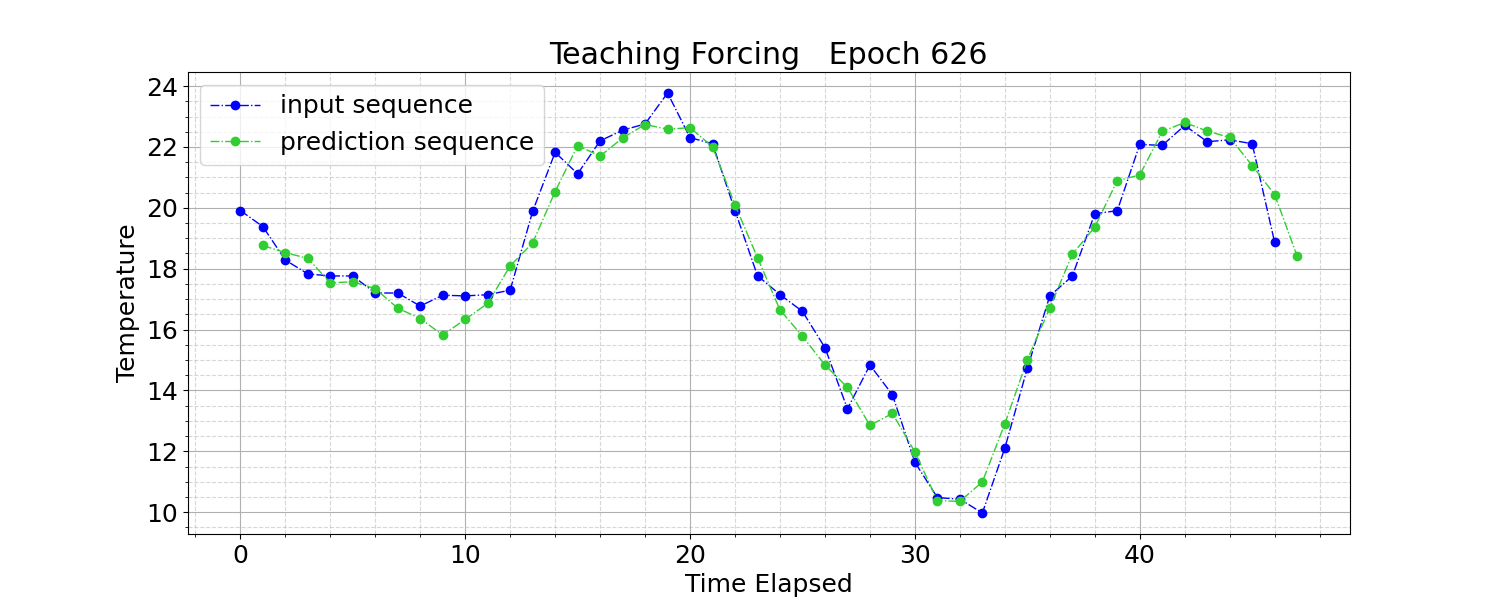 Teaching Forcing   Epoch 626
input sequence
prediction sequence
Temperature
24
22
20
18
16
14
12
10
0 10 20 30 40
Time Elapsed